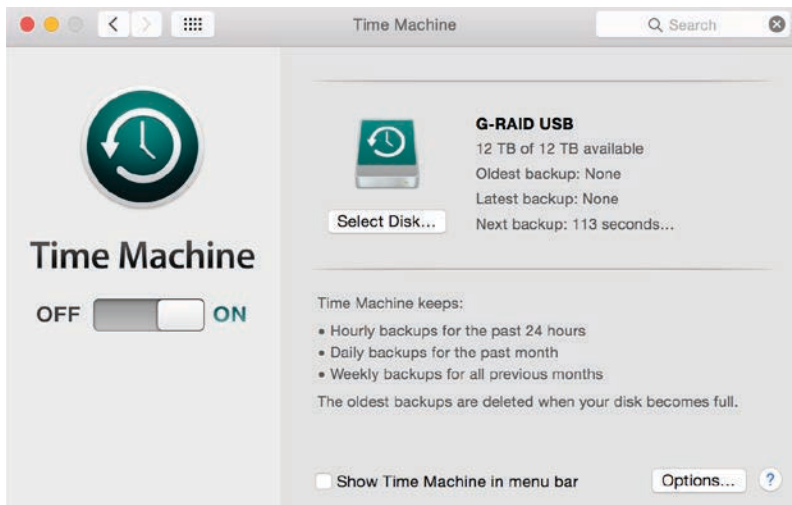 Time Machine
Search
G-RAID USB
12 TB of 12 TB available
Oldest backup: None
Latest backup: None
Select Disk...
Next backup: 113 seconds...
Time Machine
OFF ON
Time Machine keeps:
• Hourly backups for the past 24 hours
• Daily backups for the past month
• Weekly backups for all previous months
The oldest backups are deleted when your disk becomes full.
Show Time Machine in menu bar
Options...
?